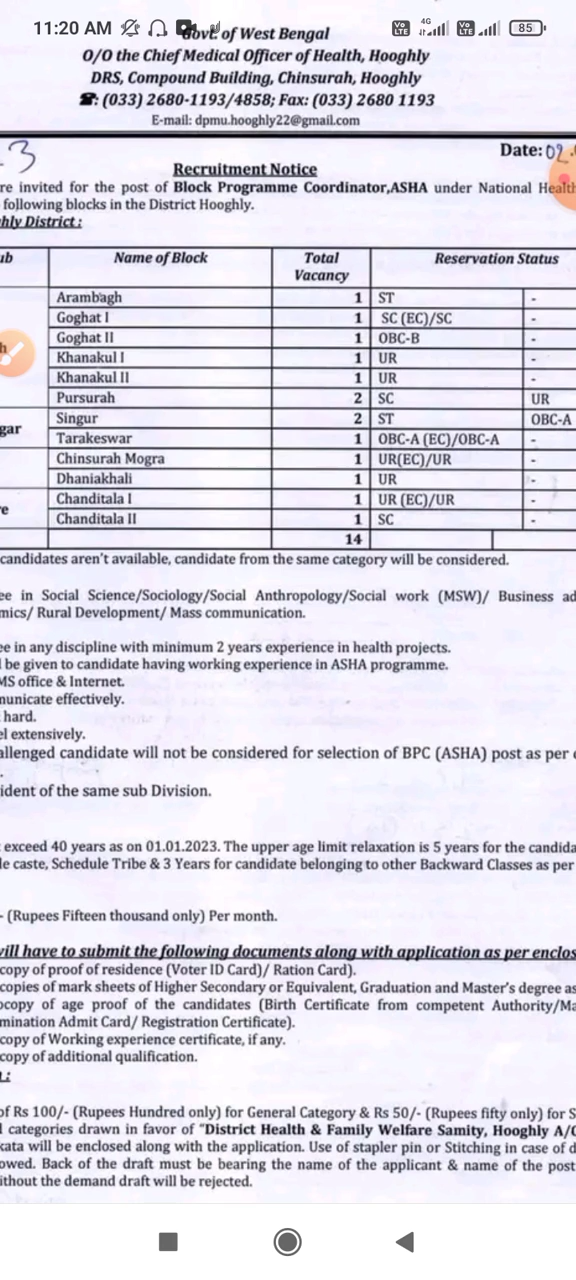 11:20 AM
4G
85
Govt. of West Bengal
O/O the Chief Medical Officer of Health, Hooghly
DRS, Compound Building, Chinsurah, Hooghly
☎: (033) 2680-1193/4858; Fax: (033) 2680 1193
E-mail: dpmu.hooghly22@gmail.com
3
Date: 02.
Recruitment Notice
re invited for the post of Block Programme Coordinator,ASHA under National Health
following blocks in the District Hooghly.
hly District :
ub Name of Block Total Vacancy Reservation Status
Arambagh 1 ST -
Goghat I 1 SC (EC)/SC -
h Goghat II 1 OBC-B -
Khanakul I 1 UR -
Khanakul II 1 UR -
Pursurah 2 SC UR
gar Singur 2 ST OBC-A
Tarakeswar 1 OBC-A (EC)/OBC-A -
Chinsurah Mogra 1 UR(EC)/UR -
Dhaniakhali 1 UR -
e Chanditala I 1 UR (EC)/UR -
Chanditala II 1 SC -
14
candidates aren't available, candidate from the same category will be considered.
ee in Social Science/Sociology/Social Anthropology/Social work (MSW)/ Business ad
mics/ Rural Development/ Mass communication.
ee in any discipline with minimum 2 years experience in health projects.
l be given to candidate having working experience in ASHA programme.
MS office & Internet.
municate effectively.
hard.
el extensively.
allenged candidate will not be considered for selection of BPC (ASHA) post as per
.
ident of the same sub Division.
exceed 40 years as on 01.01.2023. The upper age limit relaxation is 5 years for the candida
le caste, Schedule Tribe & 3 Years for candidate belonging to other Backward Classes as per
- (Rupees Fifteen thousand only) Per month.
will have to submit the following documents along with application as per enclos
copy of proof of residence (Voter ID Card)/ Ration Card).
copies of mark sheets of Higher Secondary or Equivalent, Graduation and Master's degree as
ocopy of age proof of the candidates (Birth Certificate from competent Authority/Ma
mination Admit Card/ Registration Certificate).
copy of Working experience certificate, if any.
copy of additional qualification.
L:
of Rs 100/- (Rupees Hundred only) for General Category & Rs 50/- (Rupees fifty only) for S
l categories drawn in favor of "District Health & Family Welfare Samity, Hooghly A/C
kata will be enclosed along with the application. Use of stapler pin or Stitching in case of d
owed. Back of the draft must be bearing the name of the applicant & name of the post
ithout the demand draft will be rejected.